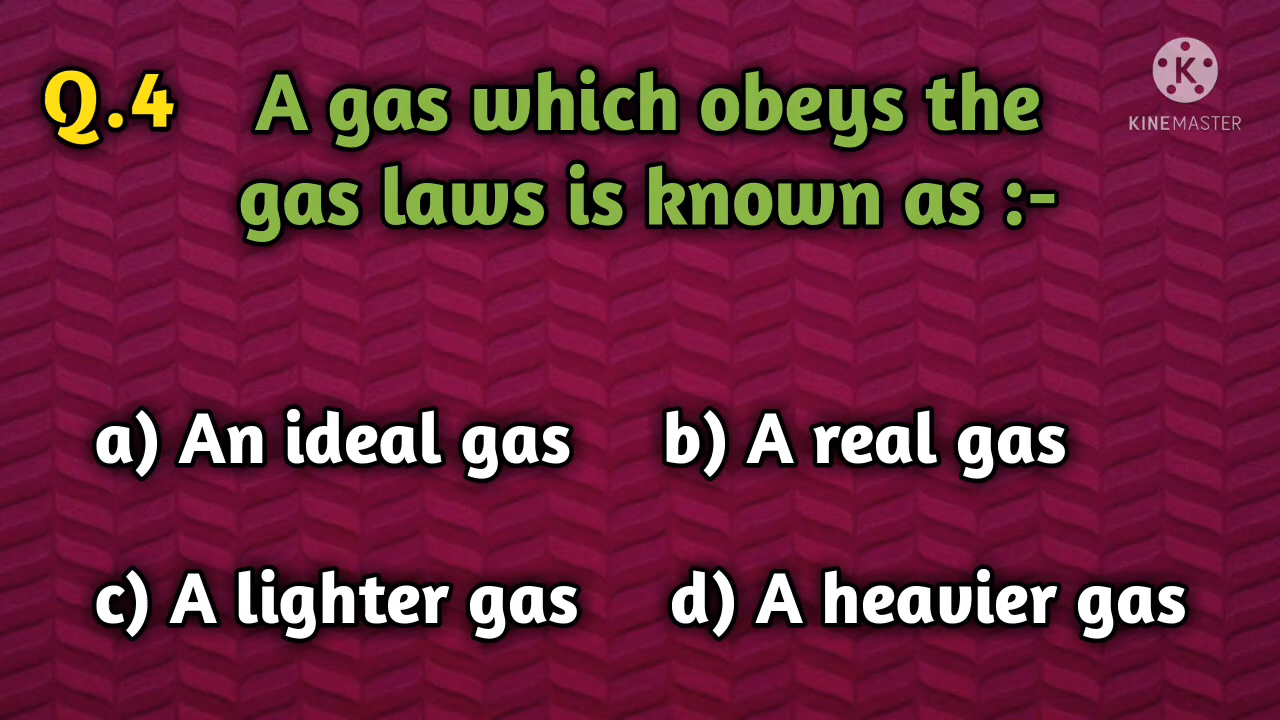 Q.4 A gas which obeys the
gas laws is known as :-
K
KINEMASTER
a) An ideal gas b) A real gas
c) A lighter gas d) A heavier gas